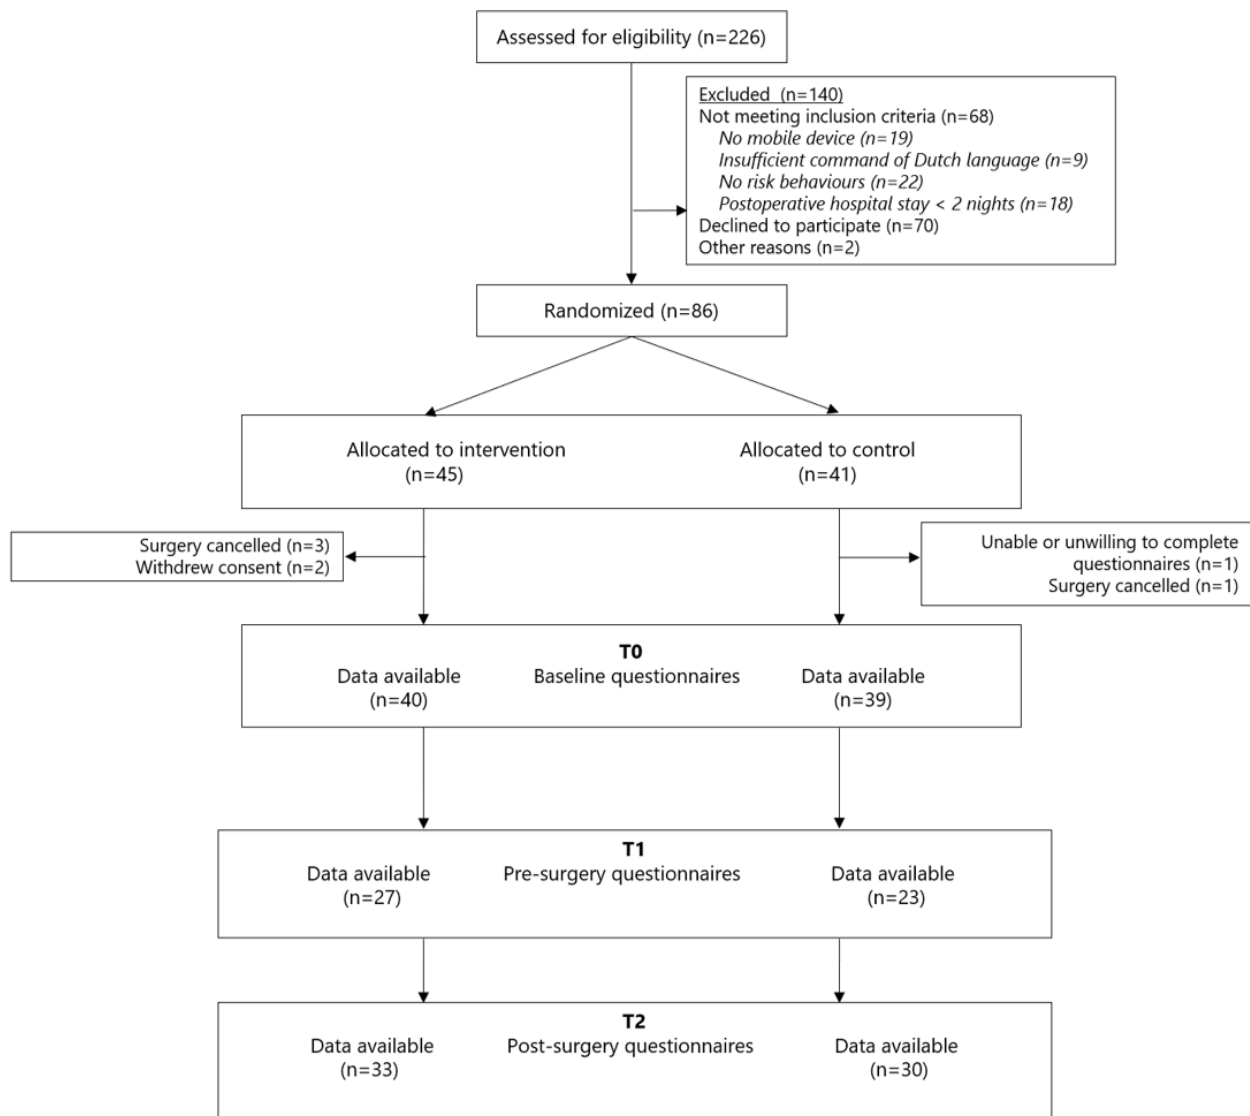 Assessed for eligibility (n=226)
Excluded (n=140)
Not meeting inclusion criteria (n=68)
No mobile device (n=19)
Insufficient command of Dutch language (n=9)
No risk behaviours (n=22)
Postoperative hospital stay < 2 nights (n=18)
Declined to participate (n=70)
Other reasons (n=2)
Randomized (n=86)
Allocated to intervention
(n=45)
Allocated to control
(n=41)
Surgery cancelled (n=3)
Withdrew consent (n=2)
Unable or unwilling to complete
questionnaires (n=1)
Surgery cancelled (n=1)
T0
Data available
(n=40)
Baseline questionnaires
Data available
(n=39)
T1
Data available
(n=27)
Pre-surgery questionnaires
Data available
(n=23)
T2
Data available
(n=33)
Post-surgery questionnaires
Data available
(n=30)